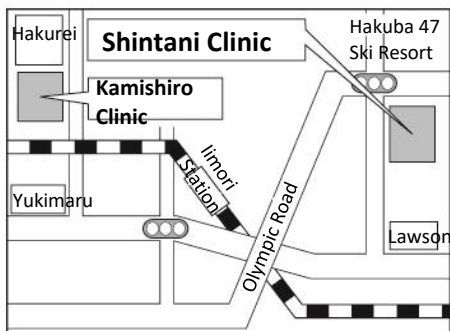 Hakurei
Shintani Clinic
Hakuba 47
Ski Resort
Kamishiro
Clinic
Iimori
Station
Yukimaru
Olympic Road
Lawson